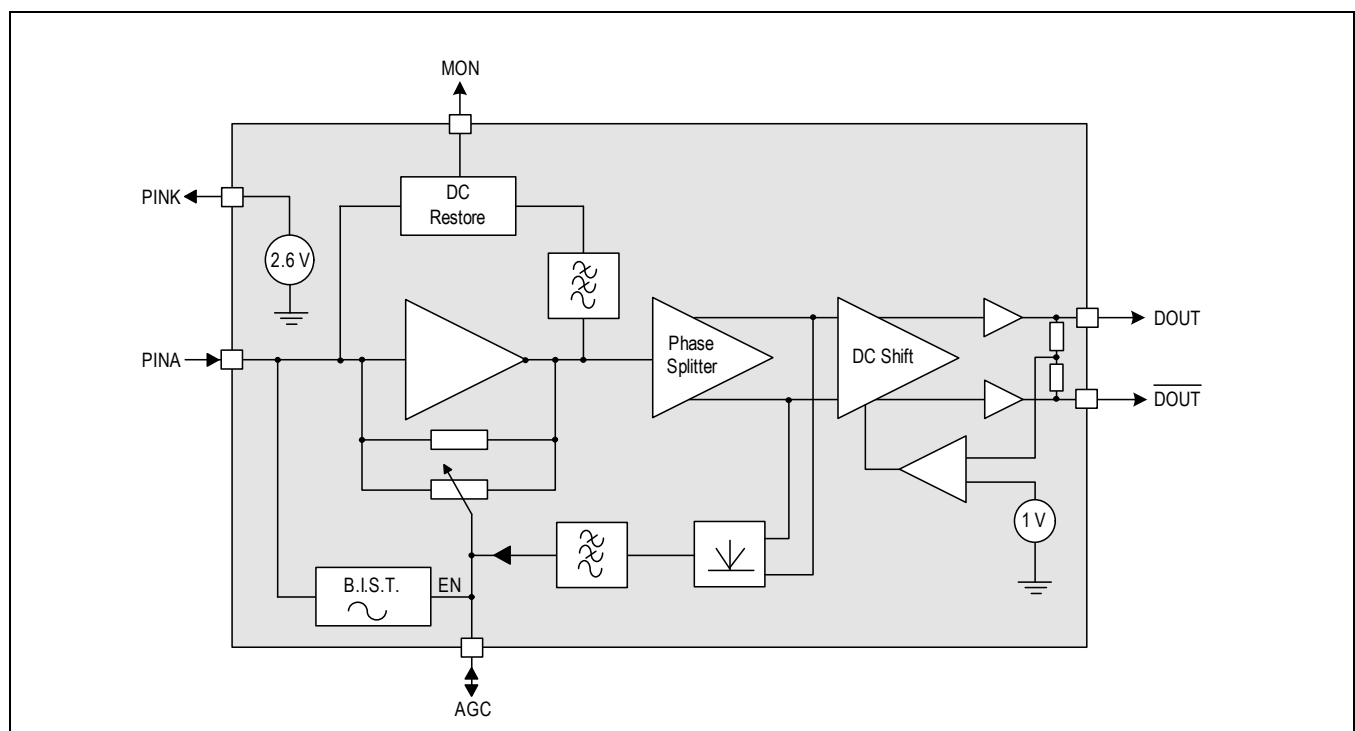 MON
PINK
DC
Restore
2.6 V
PINA
Phase
Splitter
DC Shift
DOUT
DOUT
1 V
B.I.S.T.
EN
AGC